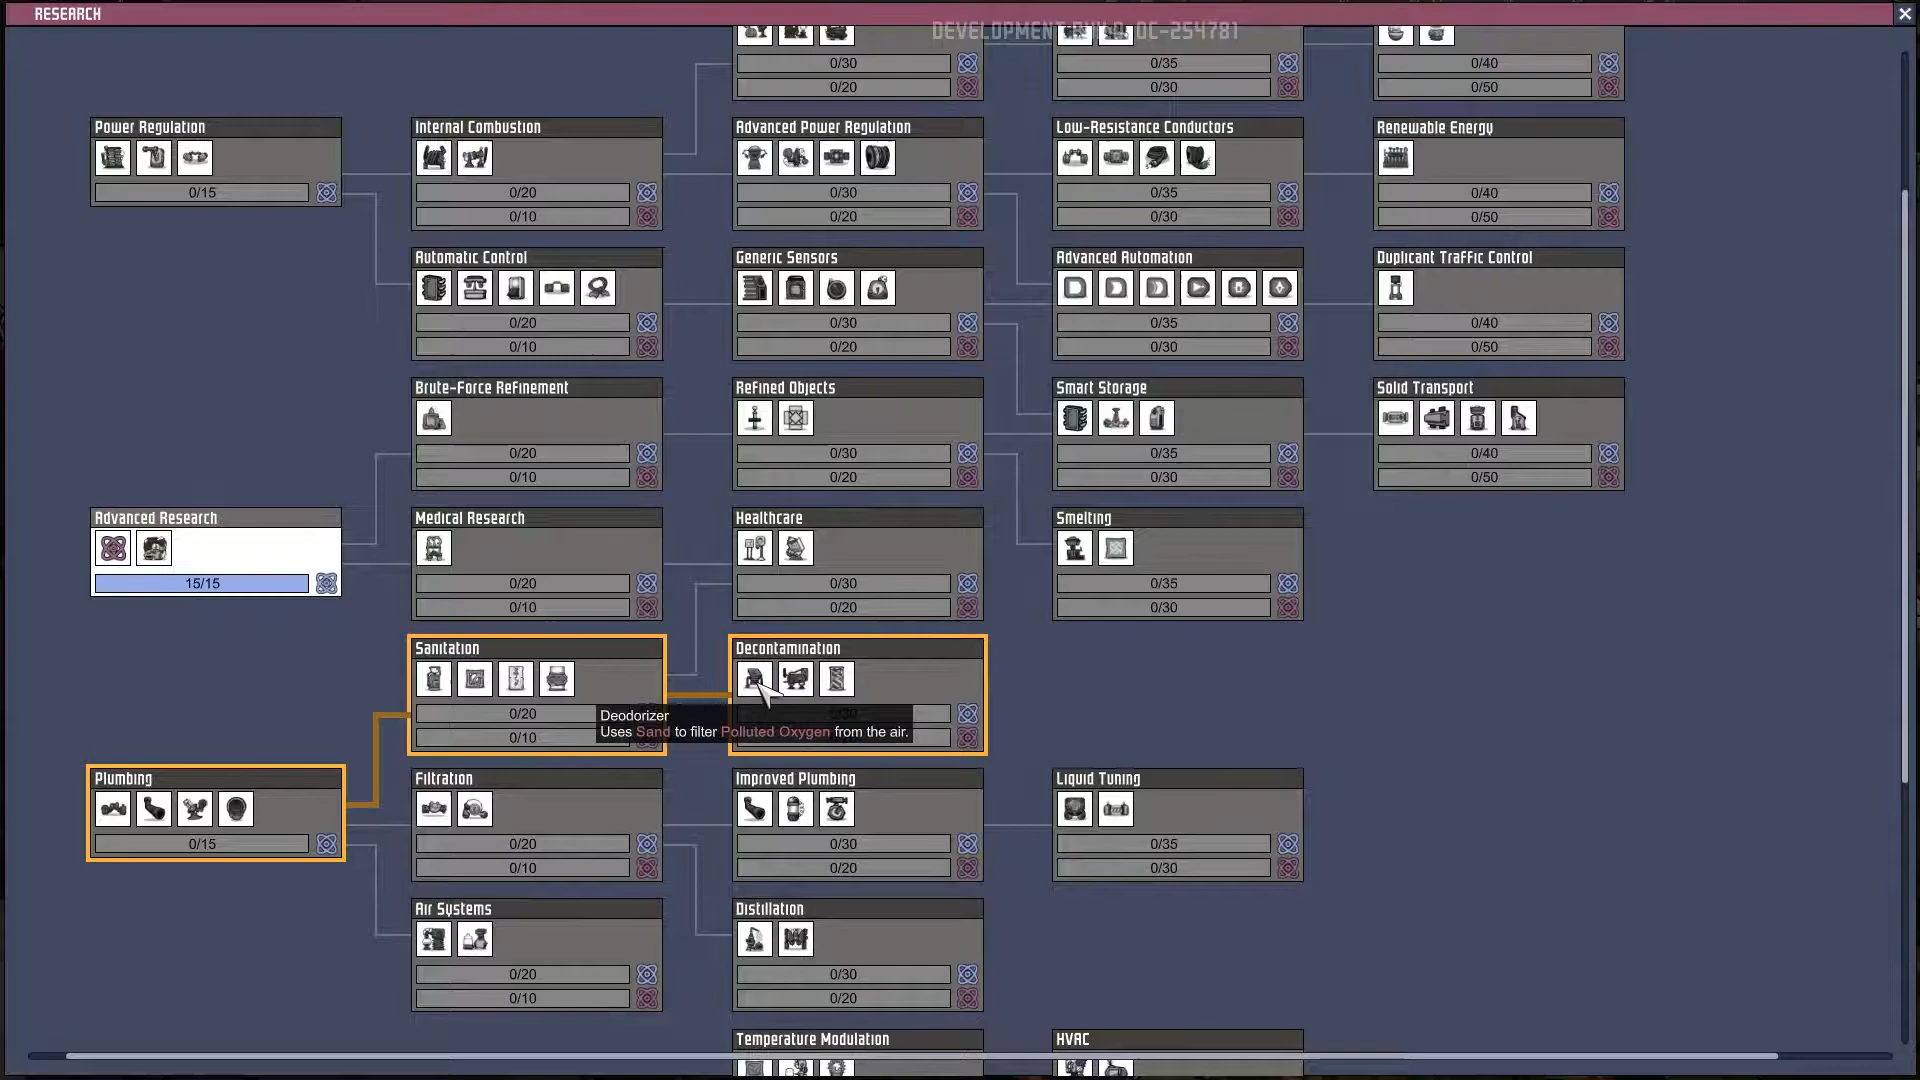 RESEARCH
DEVELOPMENT BUILD: OC-254781
0/30 0/35 0/40
0/20 0/30 0/50
Power Regulation Internal Combustion Advanced Power Regulation Low-Resistance Conductors Renewable Energy
0/15 0/20 0/30 0/35 0/40
0/10 0/20 0/30 0/50
Automatic Control Generic Sensors Advanced Automation Duplicant Traffic Control
0/20 0/30 0/35 0/40
0/10 0/20 0/30 0/50
Brute-Force Refinement Refined Objects Smart Storage Solid Transport
0/20 0/30 0/35 0/40
0/10 0/20 0/30 0/50
Advanced Research Medical Research Healthcare Smelting
15/15 0/20 0/30 0/35
0/10 0/20 0/30
Sanitation Decontamination
0/20 0/30
0/10
Deodorizer
Uses Sand to filter Polluted Oxygen from the air.
Plumbing Filtration Improved Plumbing Liquid Tuning
0/15 0/20 0/30 0/35
0/10 0/20 0/30
Air Systems Distillation
0/20 0/30
0/10 0/20
Temperature Modulation HVAC